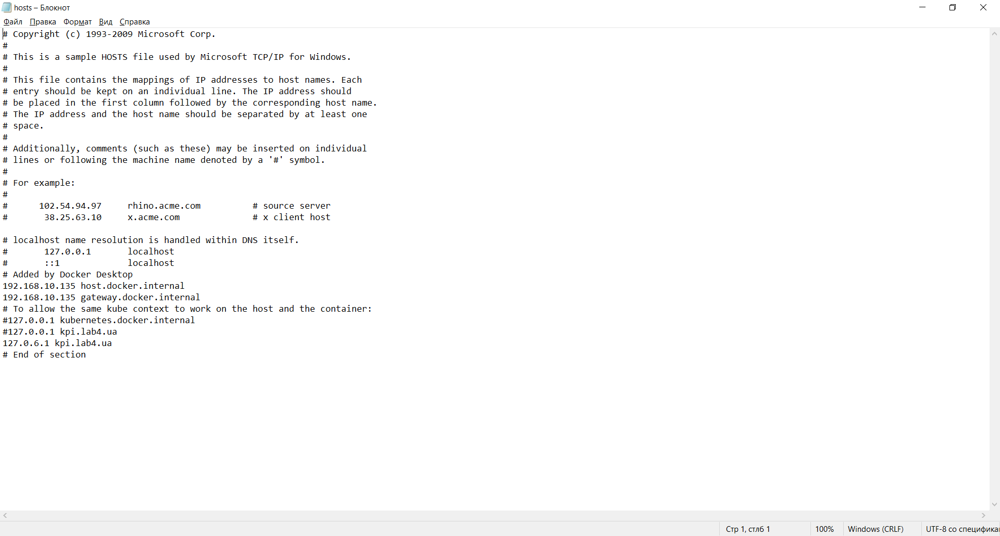 hosts – Блокнот
Файл Правка Формат Вид Справка
# Copyright (c) 1993-2009 Microsoft Corp.
#
# This is a sample HOSTS file used by Microsoft TCP/IP for Windows.
#
# This file contains the mappings of IP addresses to host names. Each
# entry should be kept on an individual line. The IP address should
# be placed in the first column followed by the corresponding host name.
# The IP address and the host name should be separated by at least one
# space.
#
# Additionally, comments (such as these) may be inserted on individual
# lines or following the machine name denoted by a '#' symbol.
#
# For example:
#
#      102.54.94.97     rhino.acme.com          # source server
#       38.25.63.10     x.acme.com              # x client host

# localhost name resolution is handled within DNS itself.
#       127.0.0.1       localhost
#       ::1             localhost
# Added by Docker Desktop
192.168.10.135 host.docker.internal
192.168.10.135 gateway.docker.internal
# To allow the same kube context to work on the host and the container:
#127.0.0.1 kubernetes.docker.internal
#127.0.0.1 kpi.lab4.ua
127.0.6.1 kpi.lab4.ua
# End of section
Стр 1, стлб 1 100% Windows (CRLF) UTF-8 со специфика